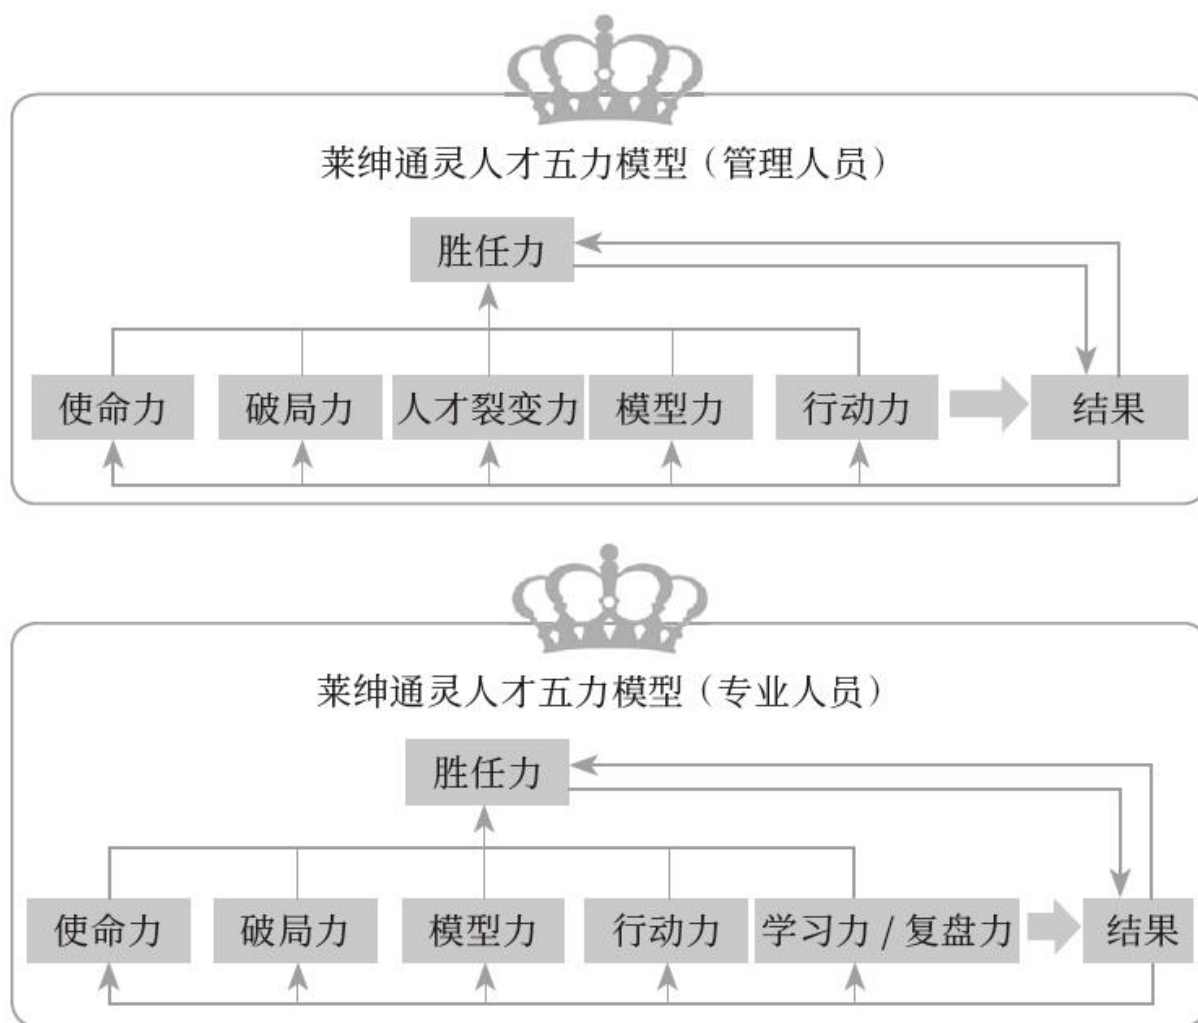 莱绅通灵人才五力模型（管理人员）
胜任力
使命力 破局力 人才裂变力 模型力 行动力 结果
莱绅通灵人才五力模型（专业人员）
胜任力
使命力 破局力 模型力 行动力 学习力 / 复盘力 结果